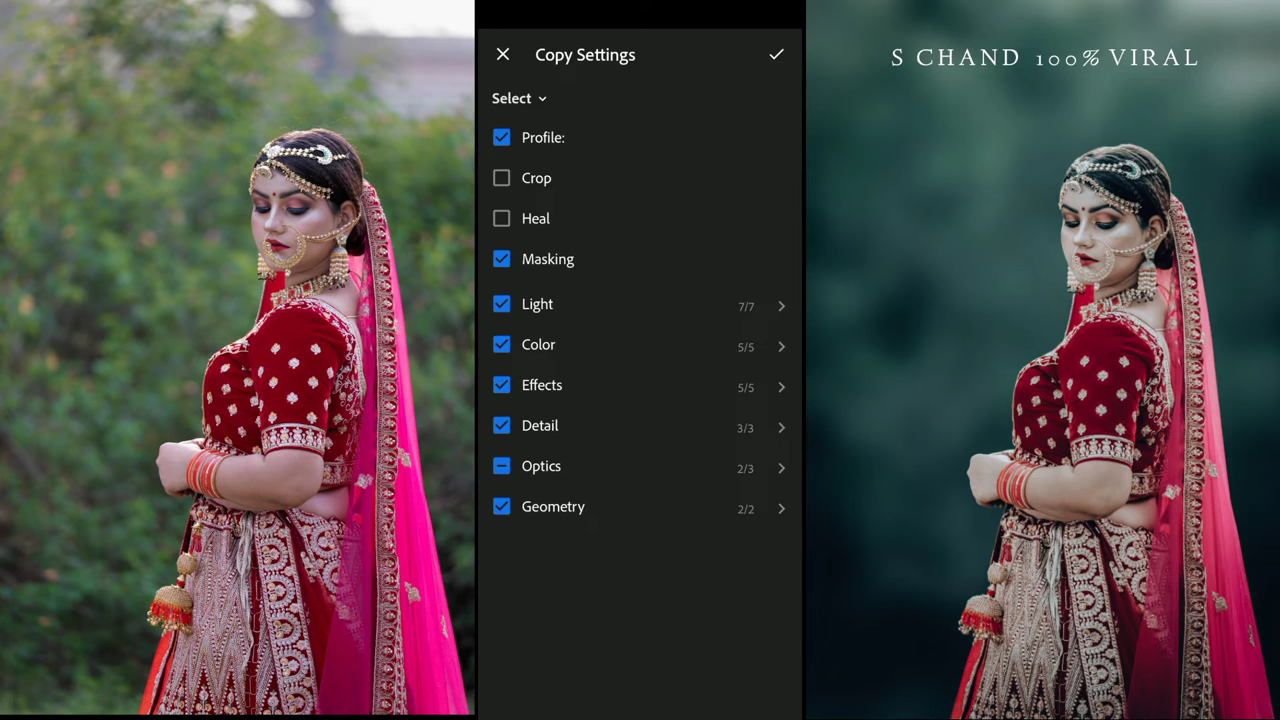 Copy Settings
Select
Profile:
Crop
Heal
Masking
Light 7/7
Color 5/5
Effects 5/5
Detail 3/3
Optics 2/3
Geometry 2/2
S CHAND 100% VIRAL